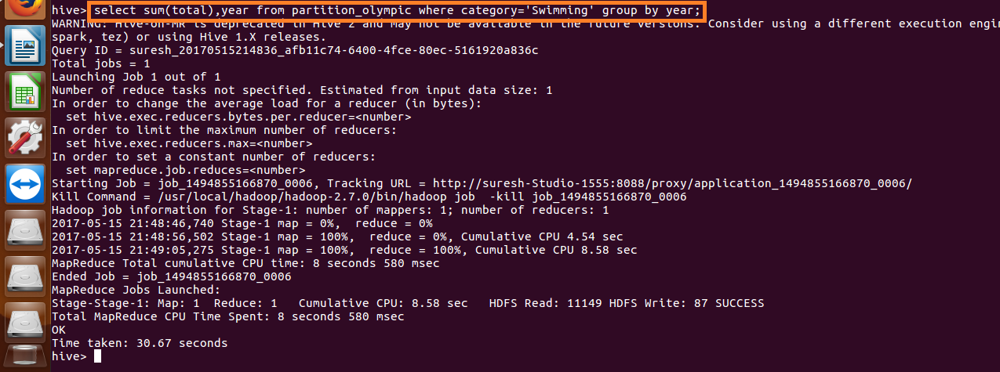 hive> select sum(total),year from partition_olympic where category='Swimming' group by year;
WARNING: Hive-on-MR is deprecated in Hive 2 and may not be available in the future versions. Consider using a different execution engin
spark, tez) or using Hive 1.X releases.
Query ID = suresh_20170515214836_afb11c74-6400-4fce-80ec-5161920a836c
Total jobs = 1
Launching Job 1 out of 1
Number of reduce tasks not specified. Estimated from input data size: 1
In order to change the average load for a reducer (in bytes):
  set hive.exec.reducers.bytes.per.reducer=<number>
In order to limit the maximum number of reducers:
  set hive.exec.reducers.max=<number>
In order to set a constant number of reducers:
  set mapreduce.job.reduces=<number>
Starting Job = job_1494855166870_0006, Tracking URL = http://suresh-Studio-1555:8088/proxy/application_1494855166870_0006/
Kill Command = /usr/local/hadoop/hadoop-2.7.0/bin/hadoop job  -kill job_1494855166870_0006
Hadoop job information for Stage-1: number of mappers: 1; number of reducers: 1
2017-05-15 21:48:46,740 Stage-1 map = 0%,  reduce = 0%
2017-05-15 21:48:56,502 Stage-1 map = 100%,  reduce = 0%, Cumulative CPU 4.54 sec
2017-05-15 21:49:05,275 Stage-1 map = 100%,  reduce = 100%, Cumulative CPU 8.58 sec
MapReduce Total cumulative CPU time: 8 seconds 580 msec
Ended Job = job_1494855166870_0006
MapReduce Jobs Launched:
Stage-Stage-1: Map: 1  Reduce: 1   Cumulative CPU: 8.58 sec   HDFS Read: 11149 HDFS Write: 87 SUCCESS
Total MapReduce CPU Time Spent: 8 seconds 580 msec
OK
Time taken: 30.67 seconds
hive>